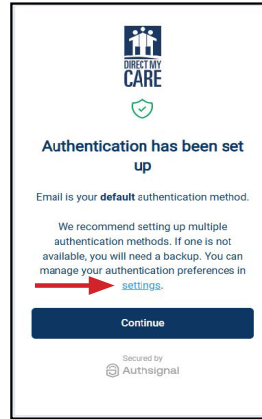 DIRECT MY
CARE
Authentication has been set
up
Email is your default authentication method.
We recommend setting up multiple
authentication methods. If one is not
available, you will need a backup. You can
manage your authentication preferences in
settings.
Continue
Secured by
Authsignal